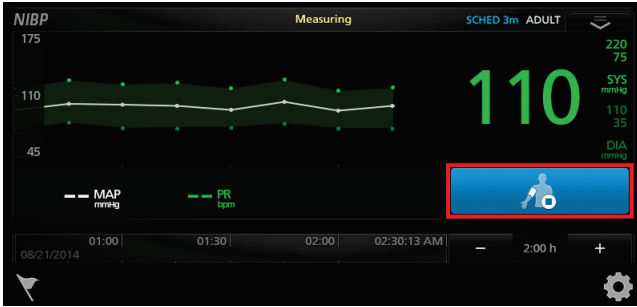 NIBP Measuring SCHED 3m ADULT
175
220
75
SYS
mmHg
110
110
110
35
45
DIA
mmHg
-- MAP
mmHg
-- PR
bpm
01:00 01:30 02:00 02:30:13 AM − 2:00 h +
08/21/2014